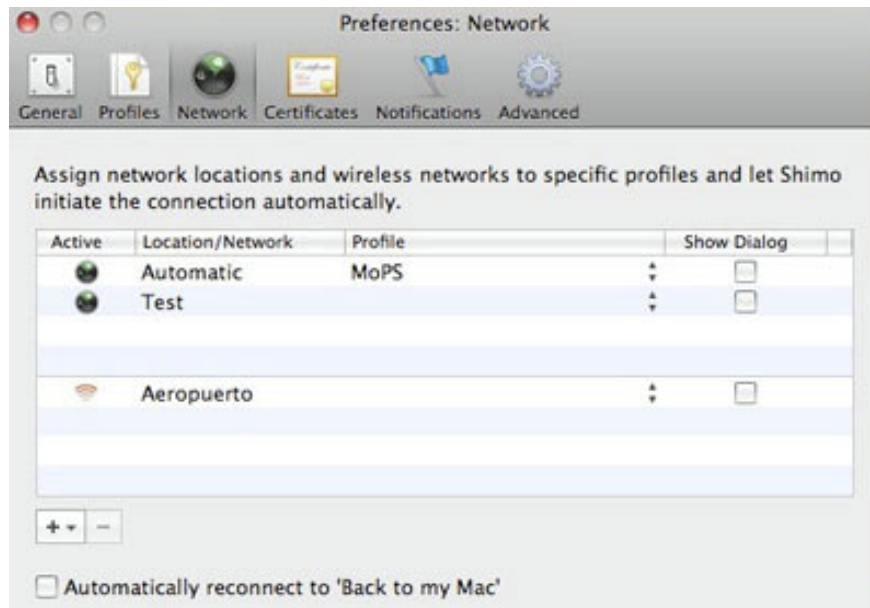 Preferences: Network
General Profiles Network Certificates Notifications Advanced
Assign network locations and wireless networks to specific profiles and let Shimo
initiate the connection automatically.
Active Location/Network Profile Show Dialog
Automatic MoPS
Test
Aeropuerto
+ −
Automatically reconnect to 'Back to my Mac'